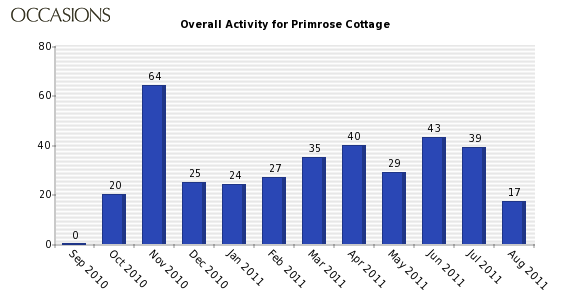 OCCASIONS
Overall Activity for Primrose Cottage
80
60
40
20
0
0
20
64
25
24
27
35
40
29
43
39
17
Sep 2010
Oct 2010
Nov 2010
Dec 2010
Jan 2011
Feb 2011
Mar 2011
Apr 2011
May 2011
Jun 2011
Jul 2011
Aug 2011